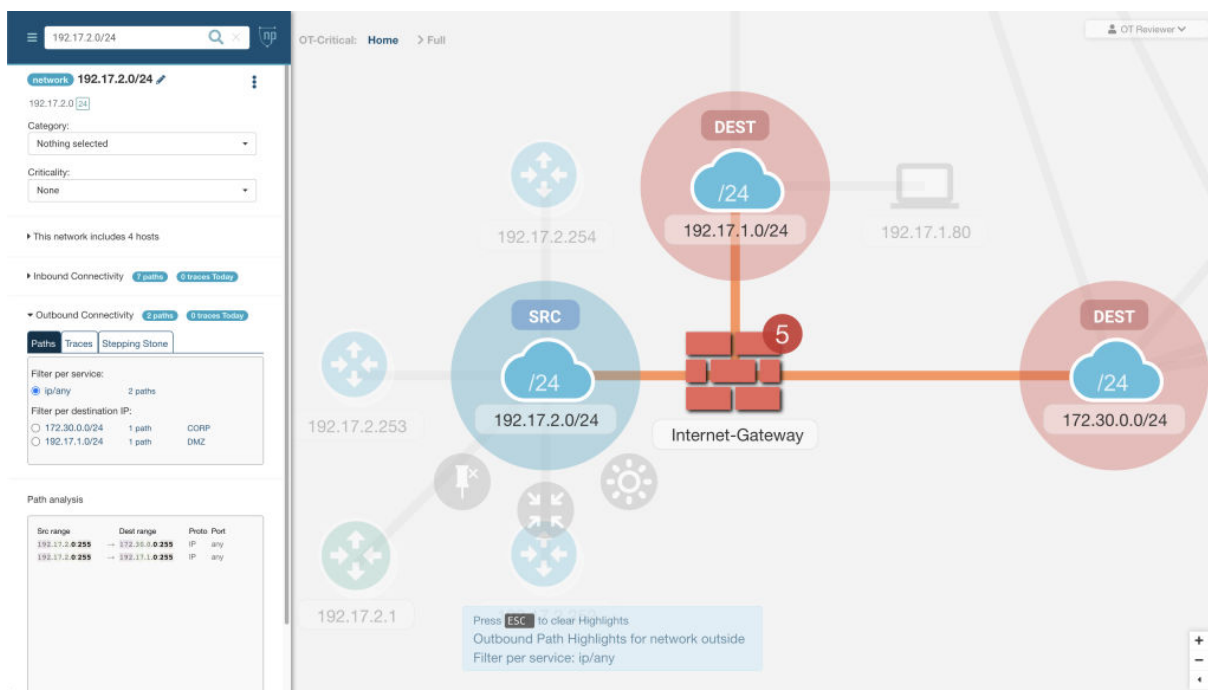 192.17.2.0/24
np
OT-Critical: Home > Full
OT Reviewer
network 192.17.2.0/24
192.17.2.0 24
Category:
Nothing selected
Criticality:
None
This network includes 4 hosts
Inbound Connectivity 7 paths 0 traces Today
Outbound Connectivity 2 paths 0 traces Today
Paths Traces Stepping Stone
Filter per service:
ip/any 2 paths
Filter per destination IP:
172.30.0.0/24 1 path CORP
192.17.1.0/24 1 path DMZ
Path analysis
Src range Dest range Proto Port
192.17.2.0:255 → 172.30.0.0:255 IP any
192.17.2.0:255 → 192.17.1.0:255 IP any
DEST
/24
192.17.1.0/24
192.17.1.80
192.17.2.254
SRC
/24
192.17.2.0/24
5
Internet-Gateway
DEST
/24
172.30.0.0/24
192.17.2.253
192.17.2.1
Press ESC to clear Highlights
Outbound Path Highlights for network outside
Filter per service: ip/any
+
−